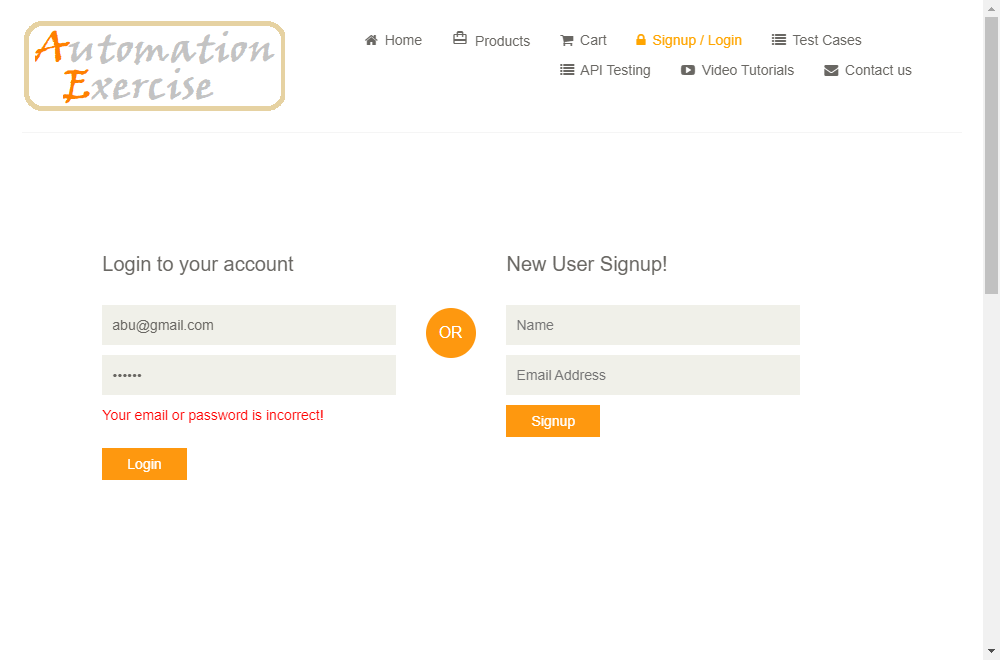 Automation
Exercise
Home
Products
Cart
Signup / Login
Test Cases
API Testing
Video Tutorials
Contact us
Login to your account
abu@gmail.com
••••••
Your email or password is incorrect!
Login
OR
New User Signup!
Name
Email Address
Signup